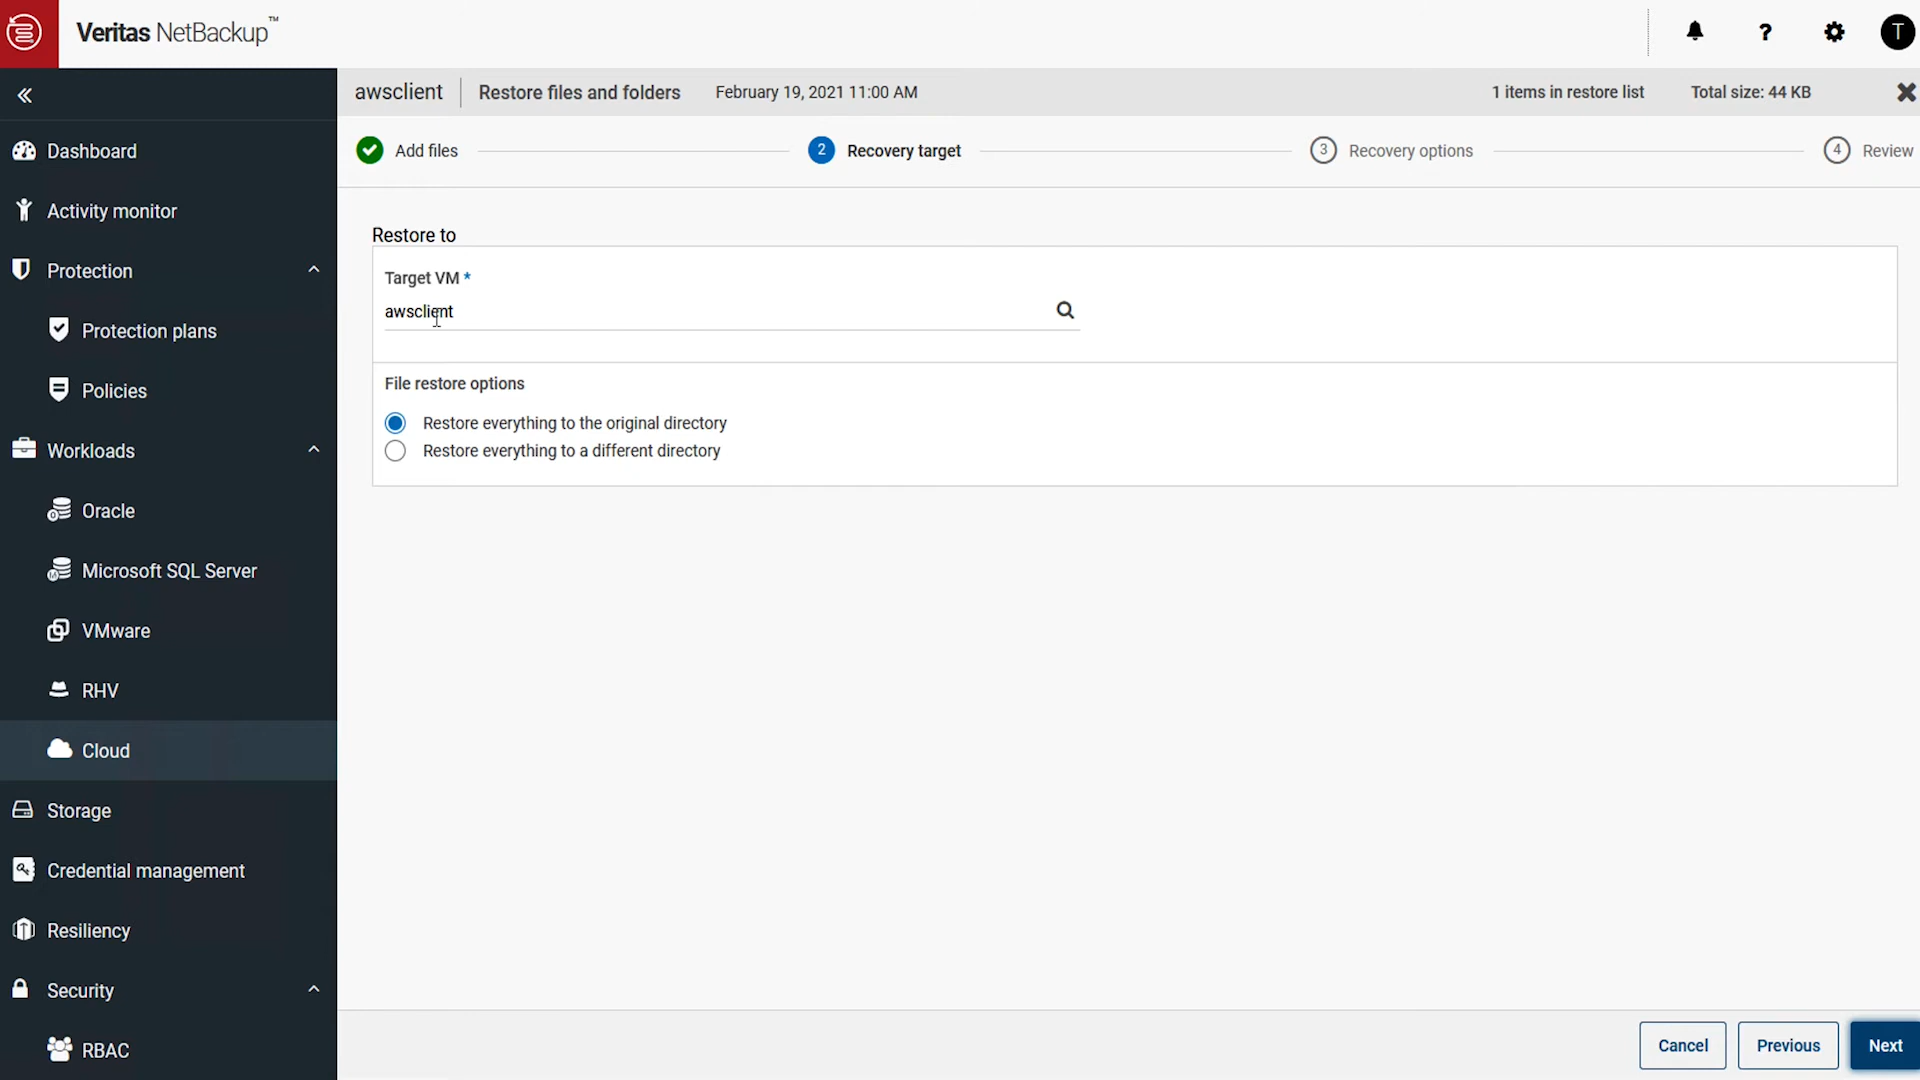 Veritas NetBackup™
T
awsclient Restore files and folders February 19, 2021 11:00 AM 1 items in restore list Total size: 44 KB
Add files 2 Recovery target 3 Recovery options 4 Review
Dashboard
Activity monitor
Protection
Protection plans
Policies
Workloads
Oracle
Microsoft SQL Server
VMware
RHV
Cloud
Storage
Credential management
Resiliency
Security
RBAC
Restore to
Target VM *
awsclient
File restore options
Restore everything to the original directory
Restore everything to a different directory
Cancel Previous Next